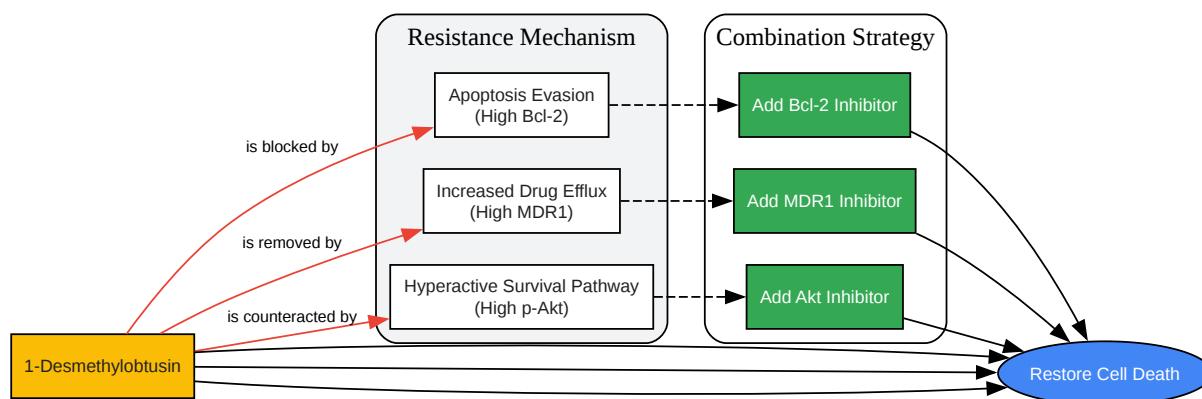 Resistance Mechanism
Combination Strategy
Apoptosis Evasion
(High Bcl-2)
Add Bcl-2 Inhibitor
is blocked by
Increased Drug Efflux
(High MDR1)
Add MDR1 Inhibitor
is removed by
Hyperactive Survival Pathway
(High p-Akt)
Add Akt Inhibitor
is counteracted by
1-Desmethylobtusin
Restore Cell Death